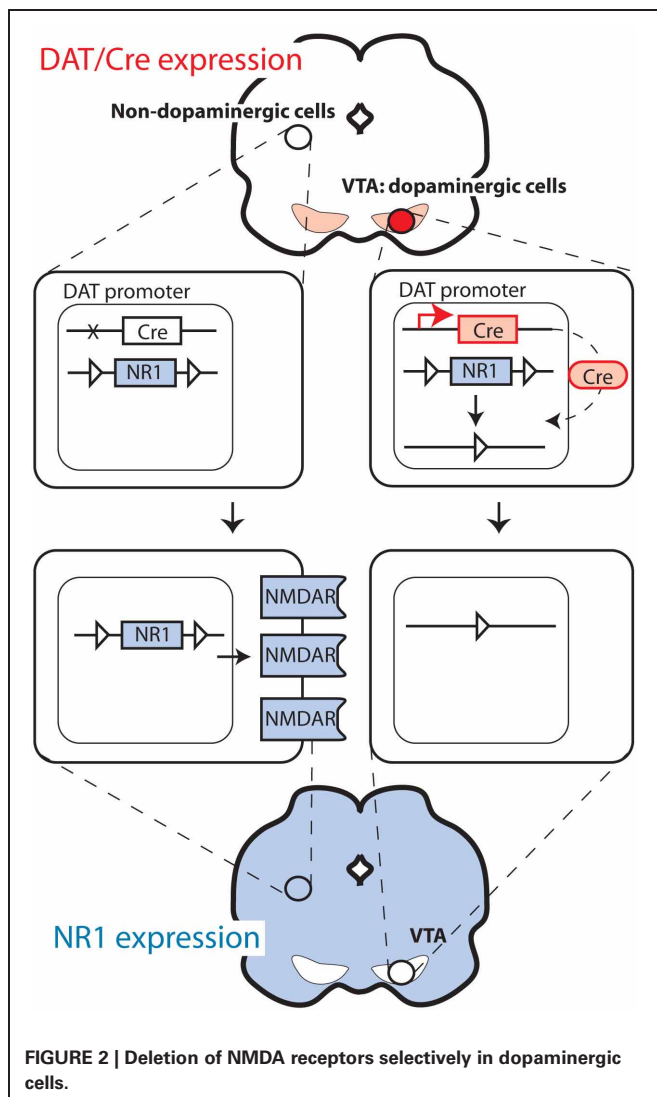 DAT/Cre expression
Non-dopaminergic cells
VTA: dopaminergic cells
DAT promoter
Cre
NR1
DAT promoter
Cre
NR1
Cre
NR1
NMDAR
NMDAR
NMDAR
NR1 expression
VTA
FIGURE 2 | Deletion of NMDA receptors selectively in dopaminergic
cells.